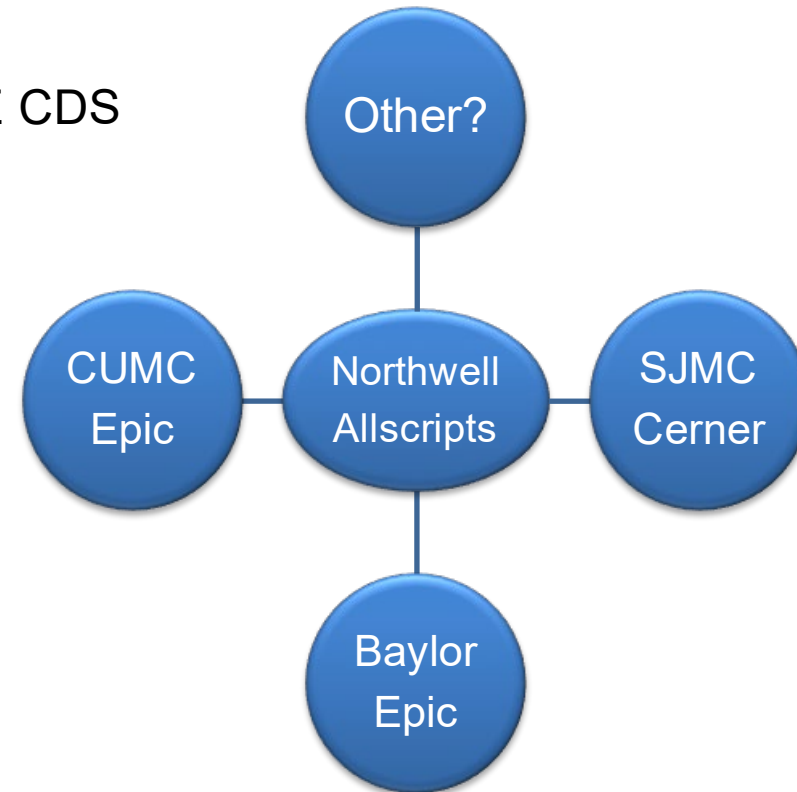 CDS
Other?
CUMC
Epic
Northwell
Allscripts
SJMC
Cerner
Baylor
Epic